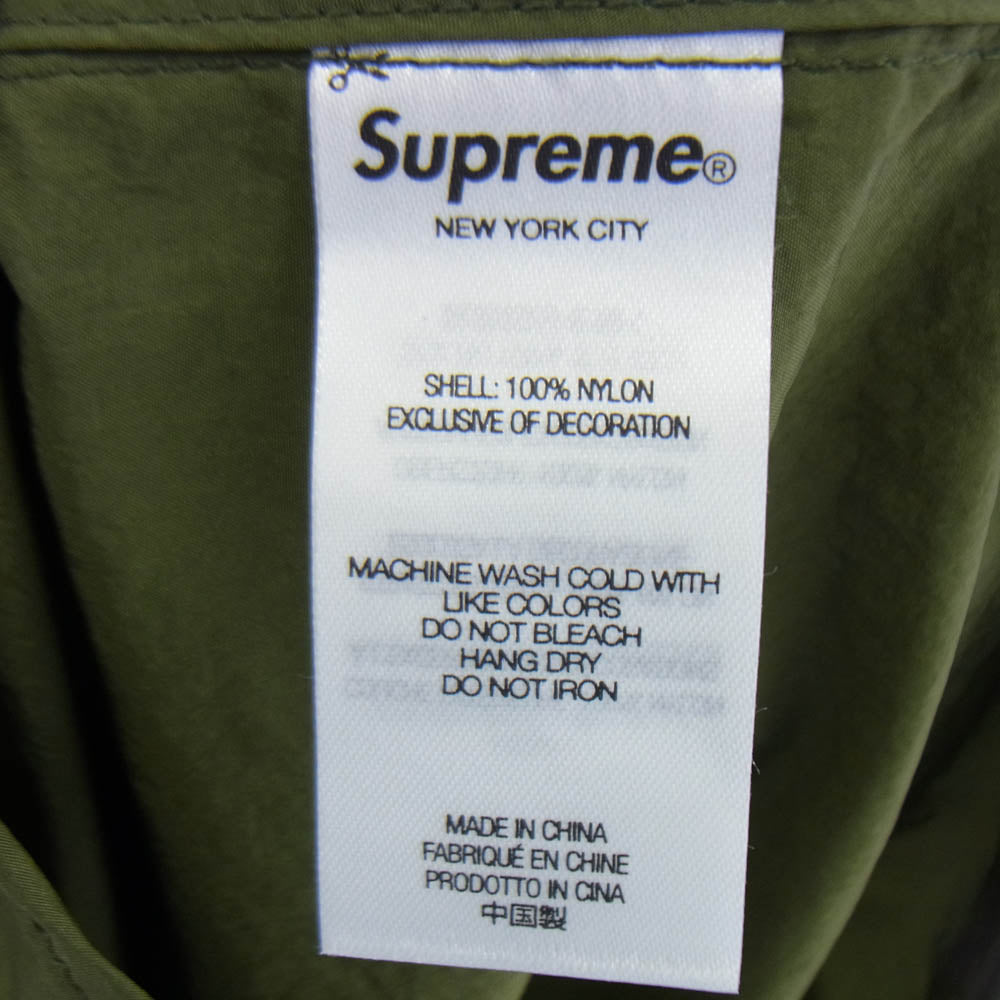 Supreme®
NEW YORK CITY
SHELL: 100% NYLON
EXCLUSIVE OF DECORATION
MACHINE WASH COLD WITH
LIKE COLORS
DO NOT BLEACH
HANG DRY
DO NOT IRON
MADE IN CHINA
FABRIQUÉ EN CHINE
PRODOTTO IN CINA
中国製